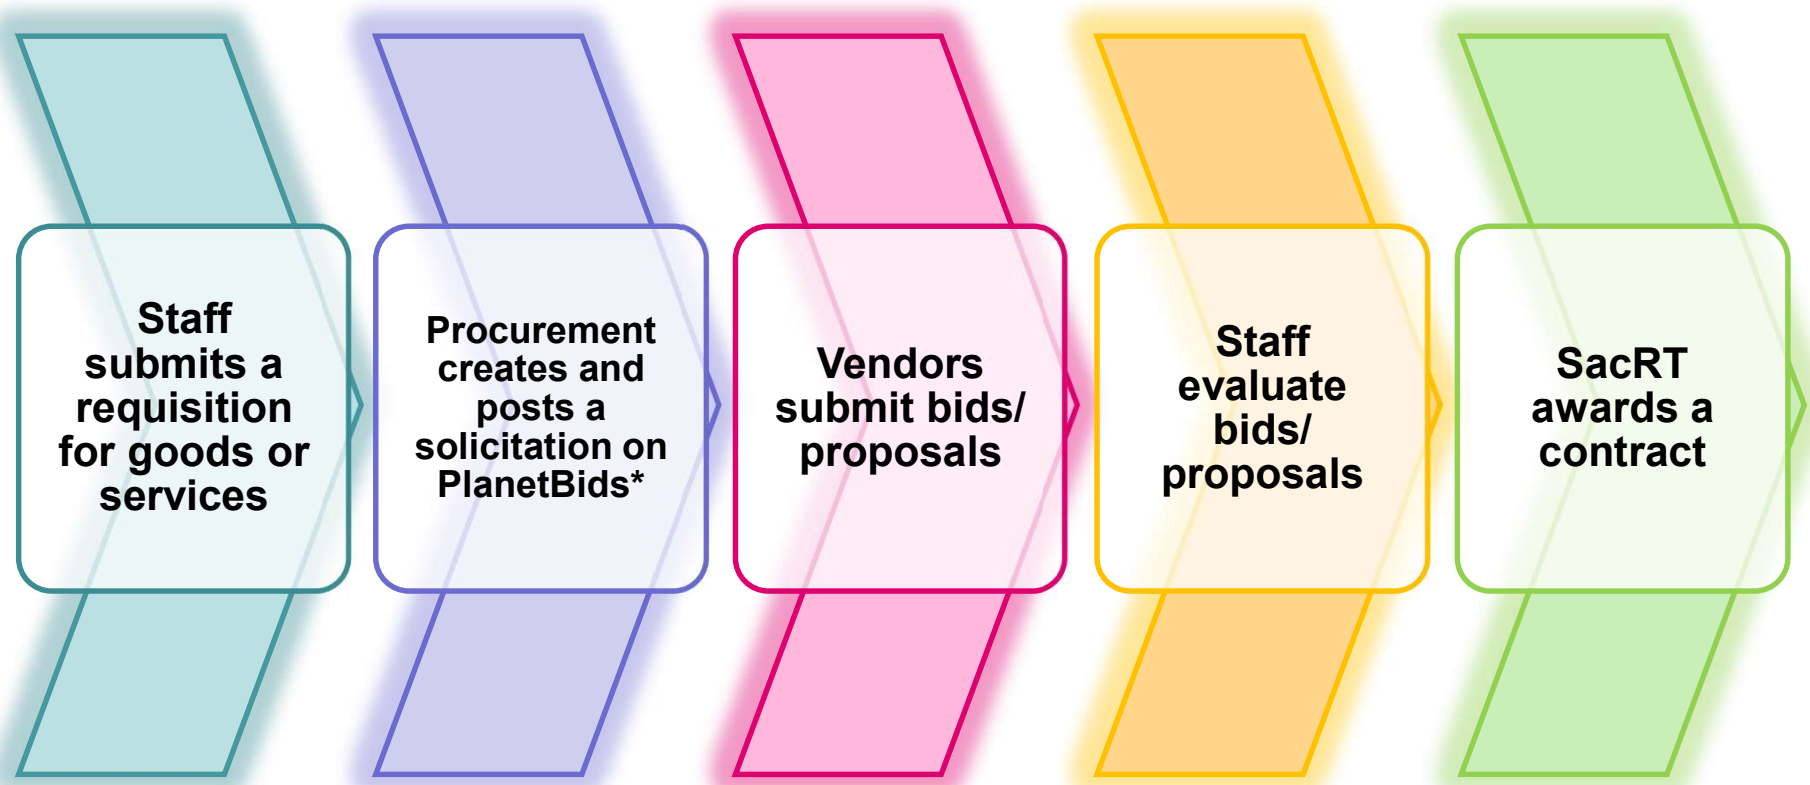 Staff
submits a
requisition
for goods or
services
Procurement
creates and
posts a
solicitation on
PlanetBids*
Vendors
submit bids/
proposals
Staff
evaluate
bids/
proposals
SacRT
awards a
contract